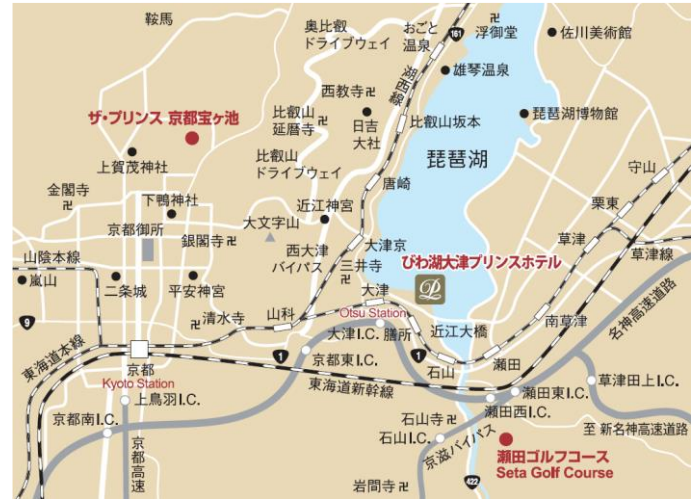 鞍馬
奥比叡
ドライブウェイ
おごと
温泉
161
浮御堂
佐川美術館
雄琴温泉
湖西線
西教寺卍
ザ・プリンス 京都宝ヶ池
比叡山
延暦寺 卍
日吉
大社
比叡山坂本
琵琶湖博物館
琵琶湖
守山
上賀茂神社
比叡山
ドライブウェイ
唐崎
栗東
金閣寺
卍
下鴨神社
近江神宮
京都御所
大文字山
草津
山陰本線
銀閣寺卍
西大津
バイパス
大津京
三井寺
卍
びわ湖大津プリンスホテル
草津線
嵐山
二条城
平安神宮
大津
Otsu Station
名神高速道路
9
卍
清水寺
山科
大津I.C.
膳所
近江大橋
南草津
東海道本線
1
1
京都
Kyoto Station
京都東I.C.
石山
瀬田
東海道新幹線
瀬田東I.C.
草津田上I.C.
上鳥羽I.C.
瀬田西I.C.
京都南I.C.
石山寺卍
石山I.C.
京滋バイパス
至 新名神高速道路
京都高速
瀬田ゴルフコース
Seta Golf Course
岩間寺卍
422